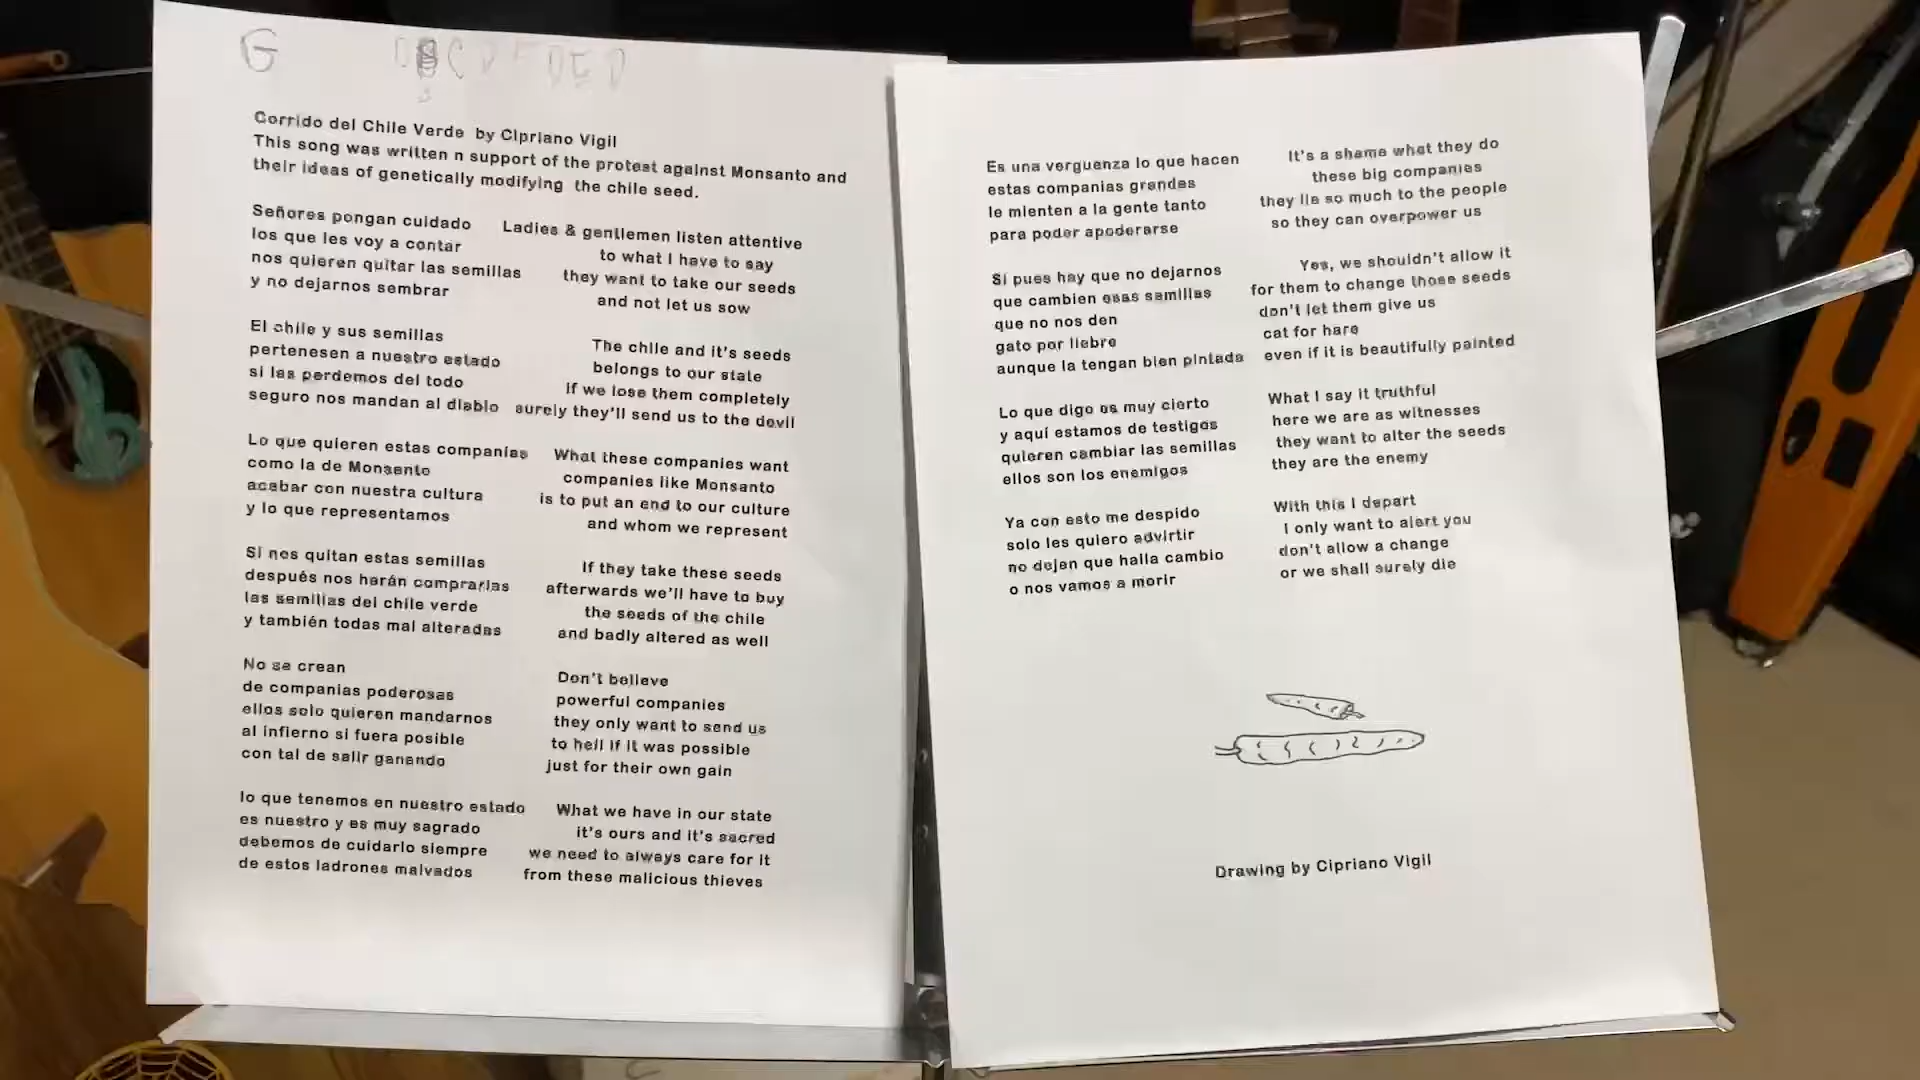 G
Corrido del Chile Verde by Cipriano Vigil
This song was written n support of the protest against Monsanto and
their ideas of genetically modifying the chile seed.
Señores pongan cuidado
los que les voy a contar
nos quieren quitar las semillas
y no dejarnos sembrar
Ladies & gentlemen listen attentive
to what I have to say
they want to take our seeds
and not let us sow
El chile y sus semillas
pertenesen a nuestro estado
si las perdemos del todo
seguro nos mandan al diablo
The chile and it's seeds
belongs to our state
If we lose them completely
surely they'll send us to the devil
Lo que quieren estas companías
como la de Monsanto
acabar con nuestra cultura
y lo que representamos
What these companies want
companies like Monsanto
is to put an end to our culture
and whom we represent
Si nos quitan estas semillas
después nos harán comprarlas
las semillas del chile verde
y también todas mal alteradas
If they take these seeds
afterwards we'll have to buy
the seeds of the chile
and badly altered as well
No se crean
de companias poderosas
ellos solo quieren mandarnos
al infierno si fuera posible
con tal de salir ganando
Don't believe
powerful companies
they only want to send us
to hell if it was possible
just for their own gain
lo que tenemos en nuestro estado
es nuestro y es muy sagrado
debemos de cuidarlo siempre
de estos ladrones malvados
What we have in our state
it's ours and it's sacred
we need to always care for it
from these malicious thieves
Es una verguenza lo que hacen
estas companias grandes
le mienten a la gente tanto
para poder apoderarse
It's a shame what they do
these big companies
they lie so much to the people
so they can overpower us
Si pues hay que no dejarnos
que cambien esas semillas
que no nos den
gato por liebre
aunque la tengan bien pintada
Yes, we shouldn't allow it
for them to change those seeds
don't let them give us
cat for hare
even if it is beautifully painted
Lo que digo es muy cierto
y aquí estamos de testigos
quieren cambiar las semillas
ellos son los enemigos
What I say it truthful
here we are as witnesses
they want to alter the seeds
they are the enemy
Ya con esto me despido
solo les quiero advirtir
no dejen que halla cambio
o nos vamos a morir
With this I depart
I only want to alert you
don't allow a change
or we shall surely die
Drawing by Cipriano Vigil